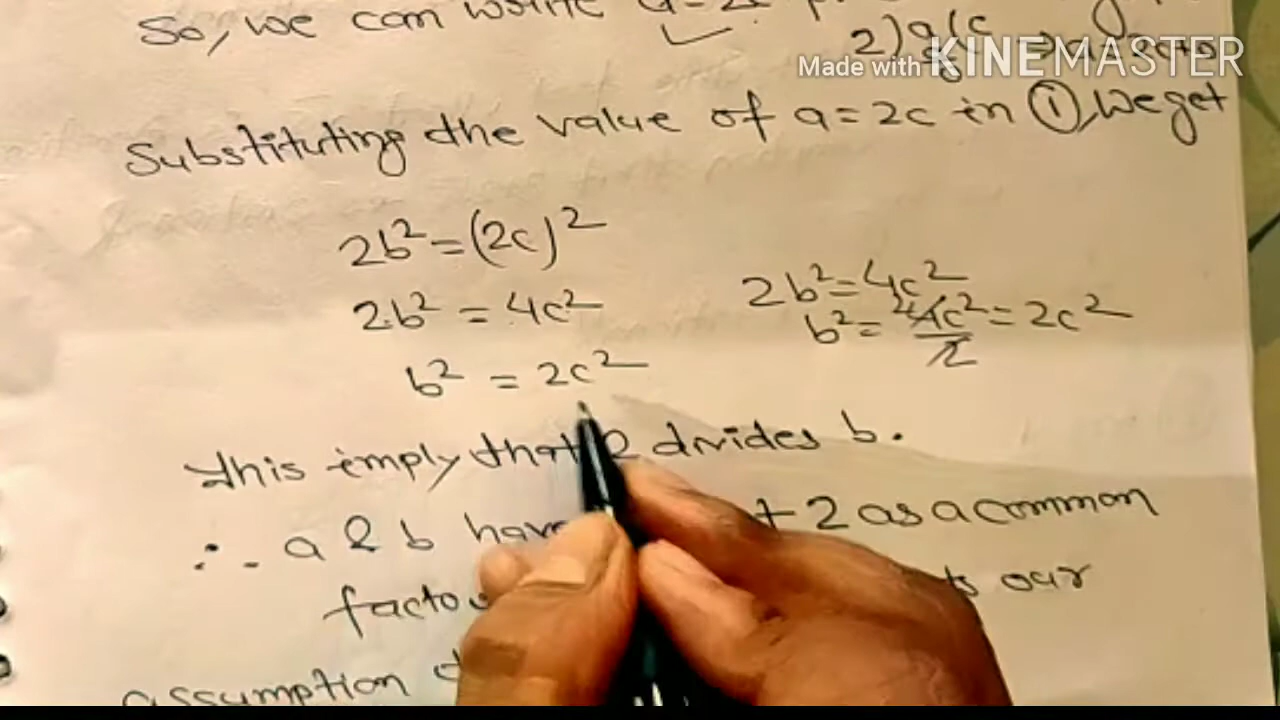 So, we can write a = 2c
2)a(c
Made with KINEMASTER
Substituting the value of a = 2c in ①, We get
2b² = (2c)²
2b² = 4c²
b² = 2c²
2b² = 4c²
b² = 4c²/2 = 2c²
This imply that 2 divides b.
∴ a & b have 2 as a common
our
assumption